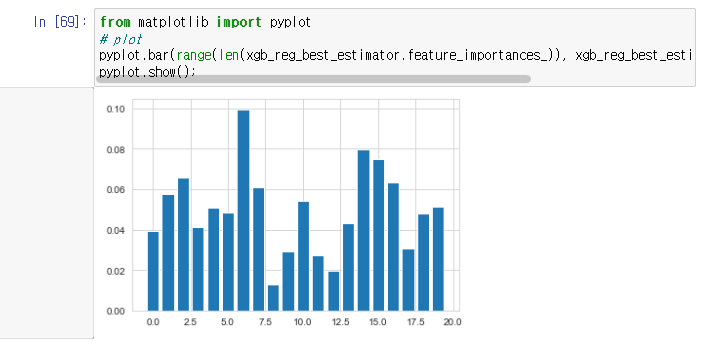 In [69]:
from matplotlib import pyplot
# plot
pyplot.bar(range(len(xgb_reg_best_estimator.feature_importances_)), xgb_reg_best_esti
pyplot.show();
0.10
0.08
0.06
0.04
0.02
0.00
0.0 2.5 5.0 7.5 10.0 12.5 15.0 17.5 20.0